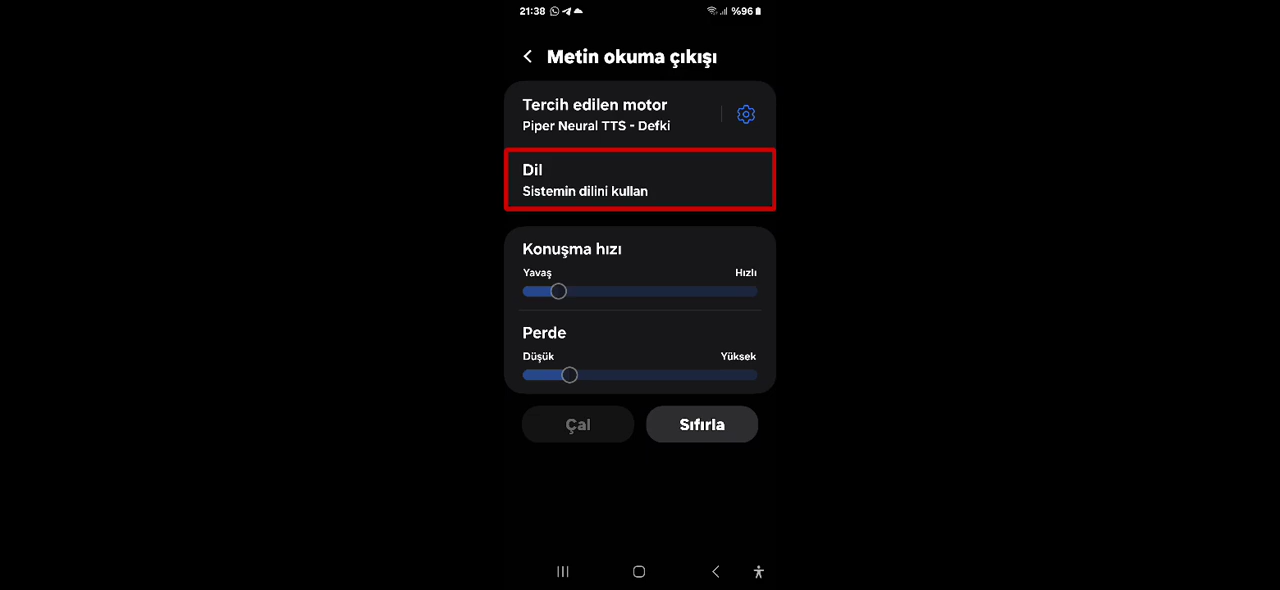 21:38 %96
Metin okuma çıkışı
Tercih edilen motor
Piper Neural TTS - Defki
Dil
Sistemin dilini kullan
Konuşma hızı
Yavaş Hızlı
Perde
Düşük Yüksek
Çal Sıfırla